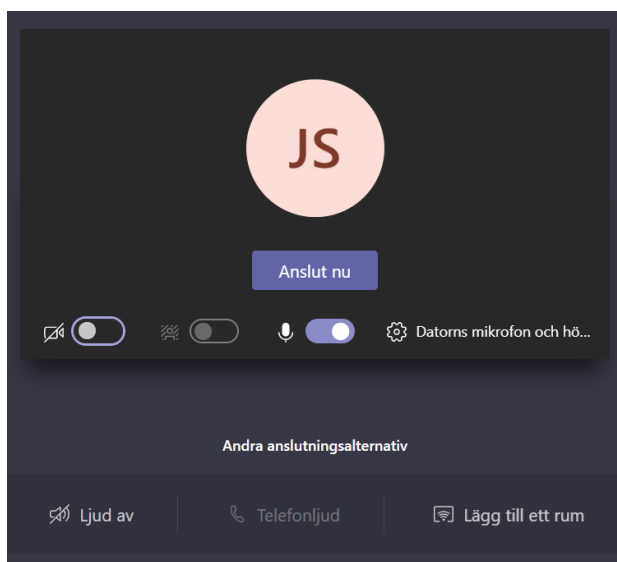 JS
Anslut nu
Datorns mikrofon och hö...
Andra anslutningsalternativ
Ljud av
Telefonljud
Lägg till ett rum